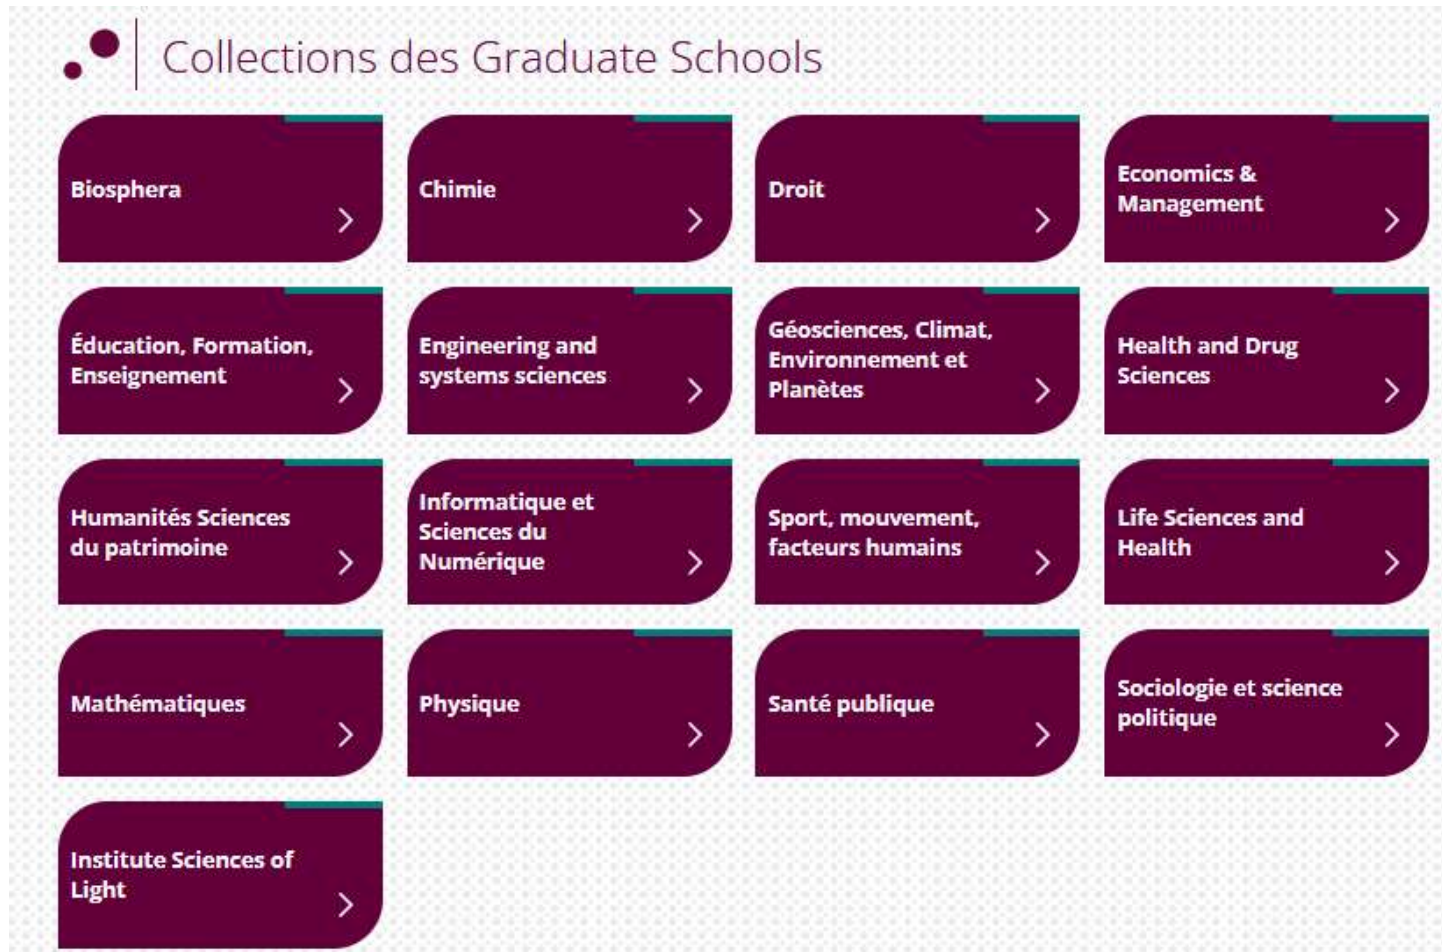 Collections des Graduate Schools
Biosphera
Chimie
Droit
Economics &
Management
Éducation, Formation,
Enseignement
Engineering and
systems sciences
Géosciences, Climat,
Environnement et
Planètes
Health and Drug
Sciences
Humanités Sciences
du patrimoine
Informatique et
Sciences du
Numérique
Sport, mouvement,
facteurs humains
Life Sciences and
Health
Mathématiques
Physique
Santé publique
Sociologie et science
politique
Institute Sciences of
Light